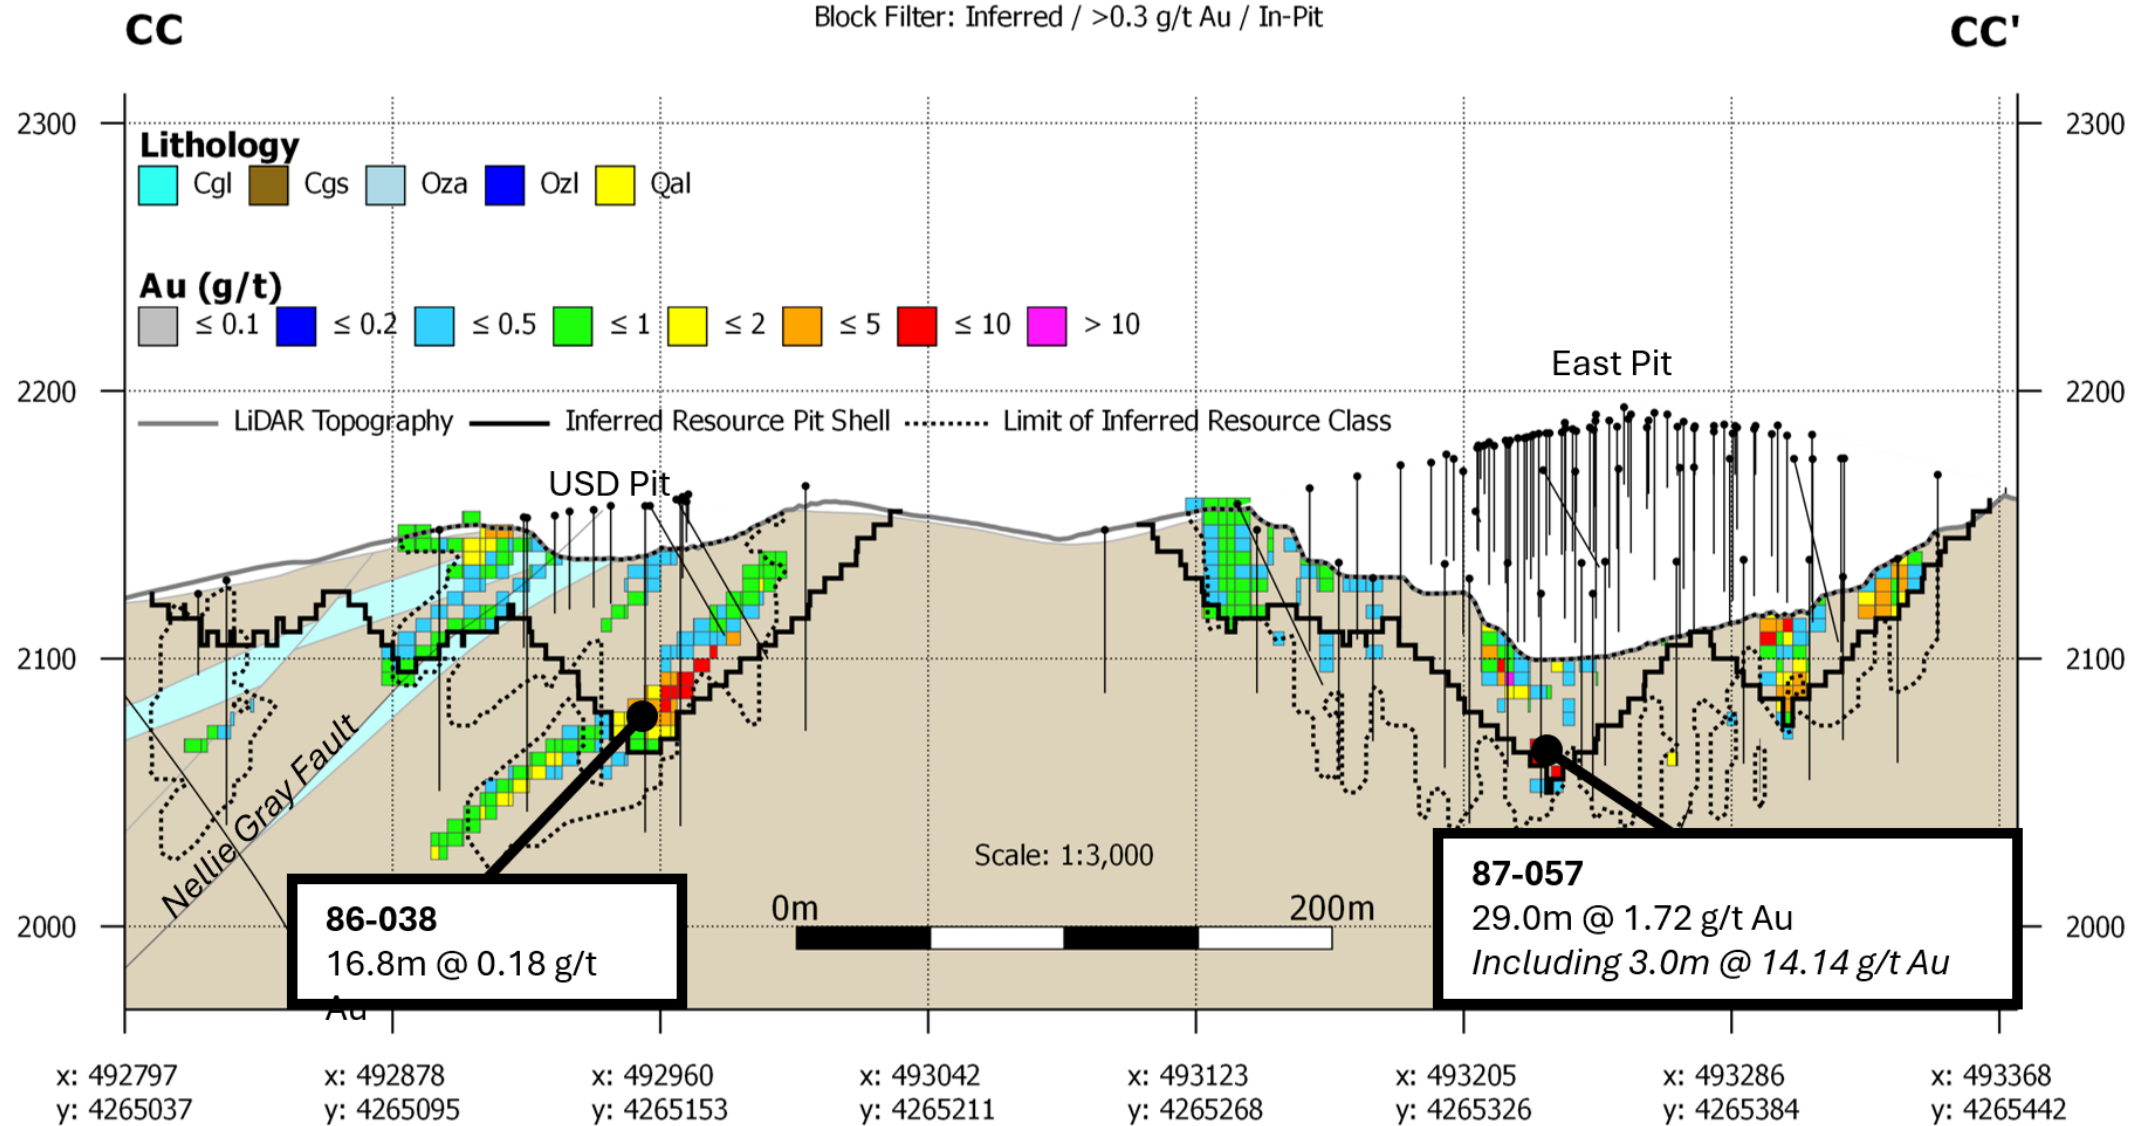 Block Filter: Inferred / >0.3 g/t Au / In-Pit
CC
CC'
2300
2300
Lithology
Cgl Cgs Oza Ozl Qal
Au (g/t)
≤ 0.1 ≤ 0.2 ≤ 0.5 ≤ 1 ≤ 2 ≤ 5 ≤ 10 > 10
East Pit
2200
2200
LiDAR Topography Inferred Resource Pit Shell Limit of Inferred Resource Class
USD Pit
2100
2100
Nellie Gray Fault
Scale: 1:3,000
0m 200m
2000
2000
86-038
16.8m @ 0.18 g/t
Au
87-057
29.0m @ 1.72 g/t Au
Including 3.0m @ 14.14 g/t Au
x: 492797 x: 492878 x: 492960 x: 493042 x: 493123 x: 493205 x: 493286 x: 493368
y: 4265037 y: 4265095 y: 4265153 y: 4265211 y: 4265268 y: 4265326 y: 4265384 y: 4265442